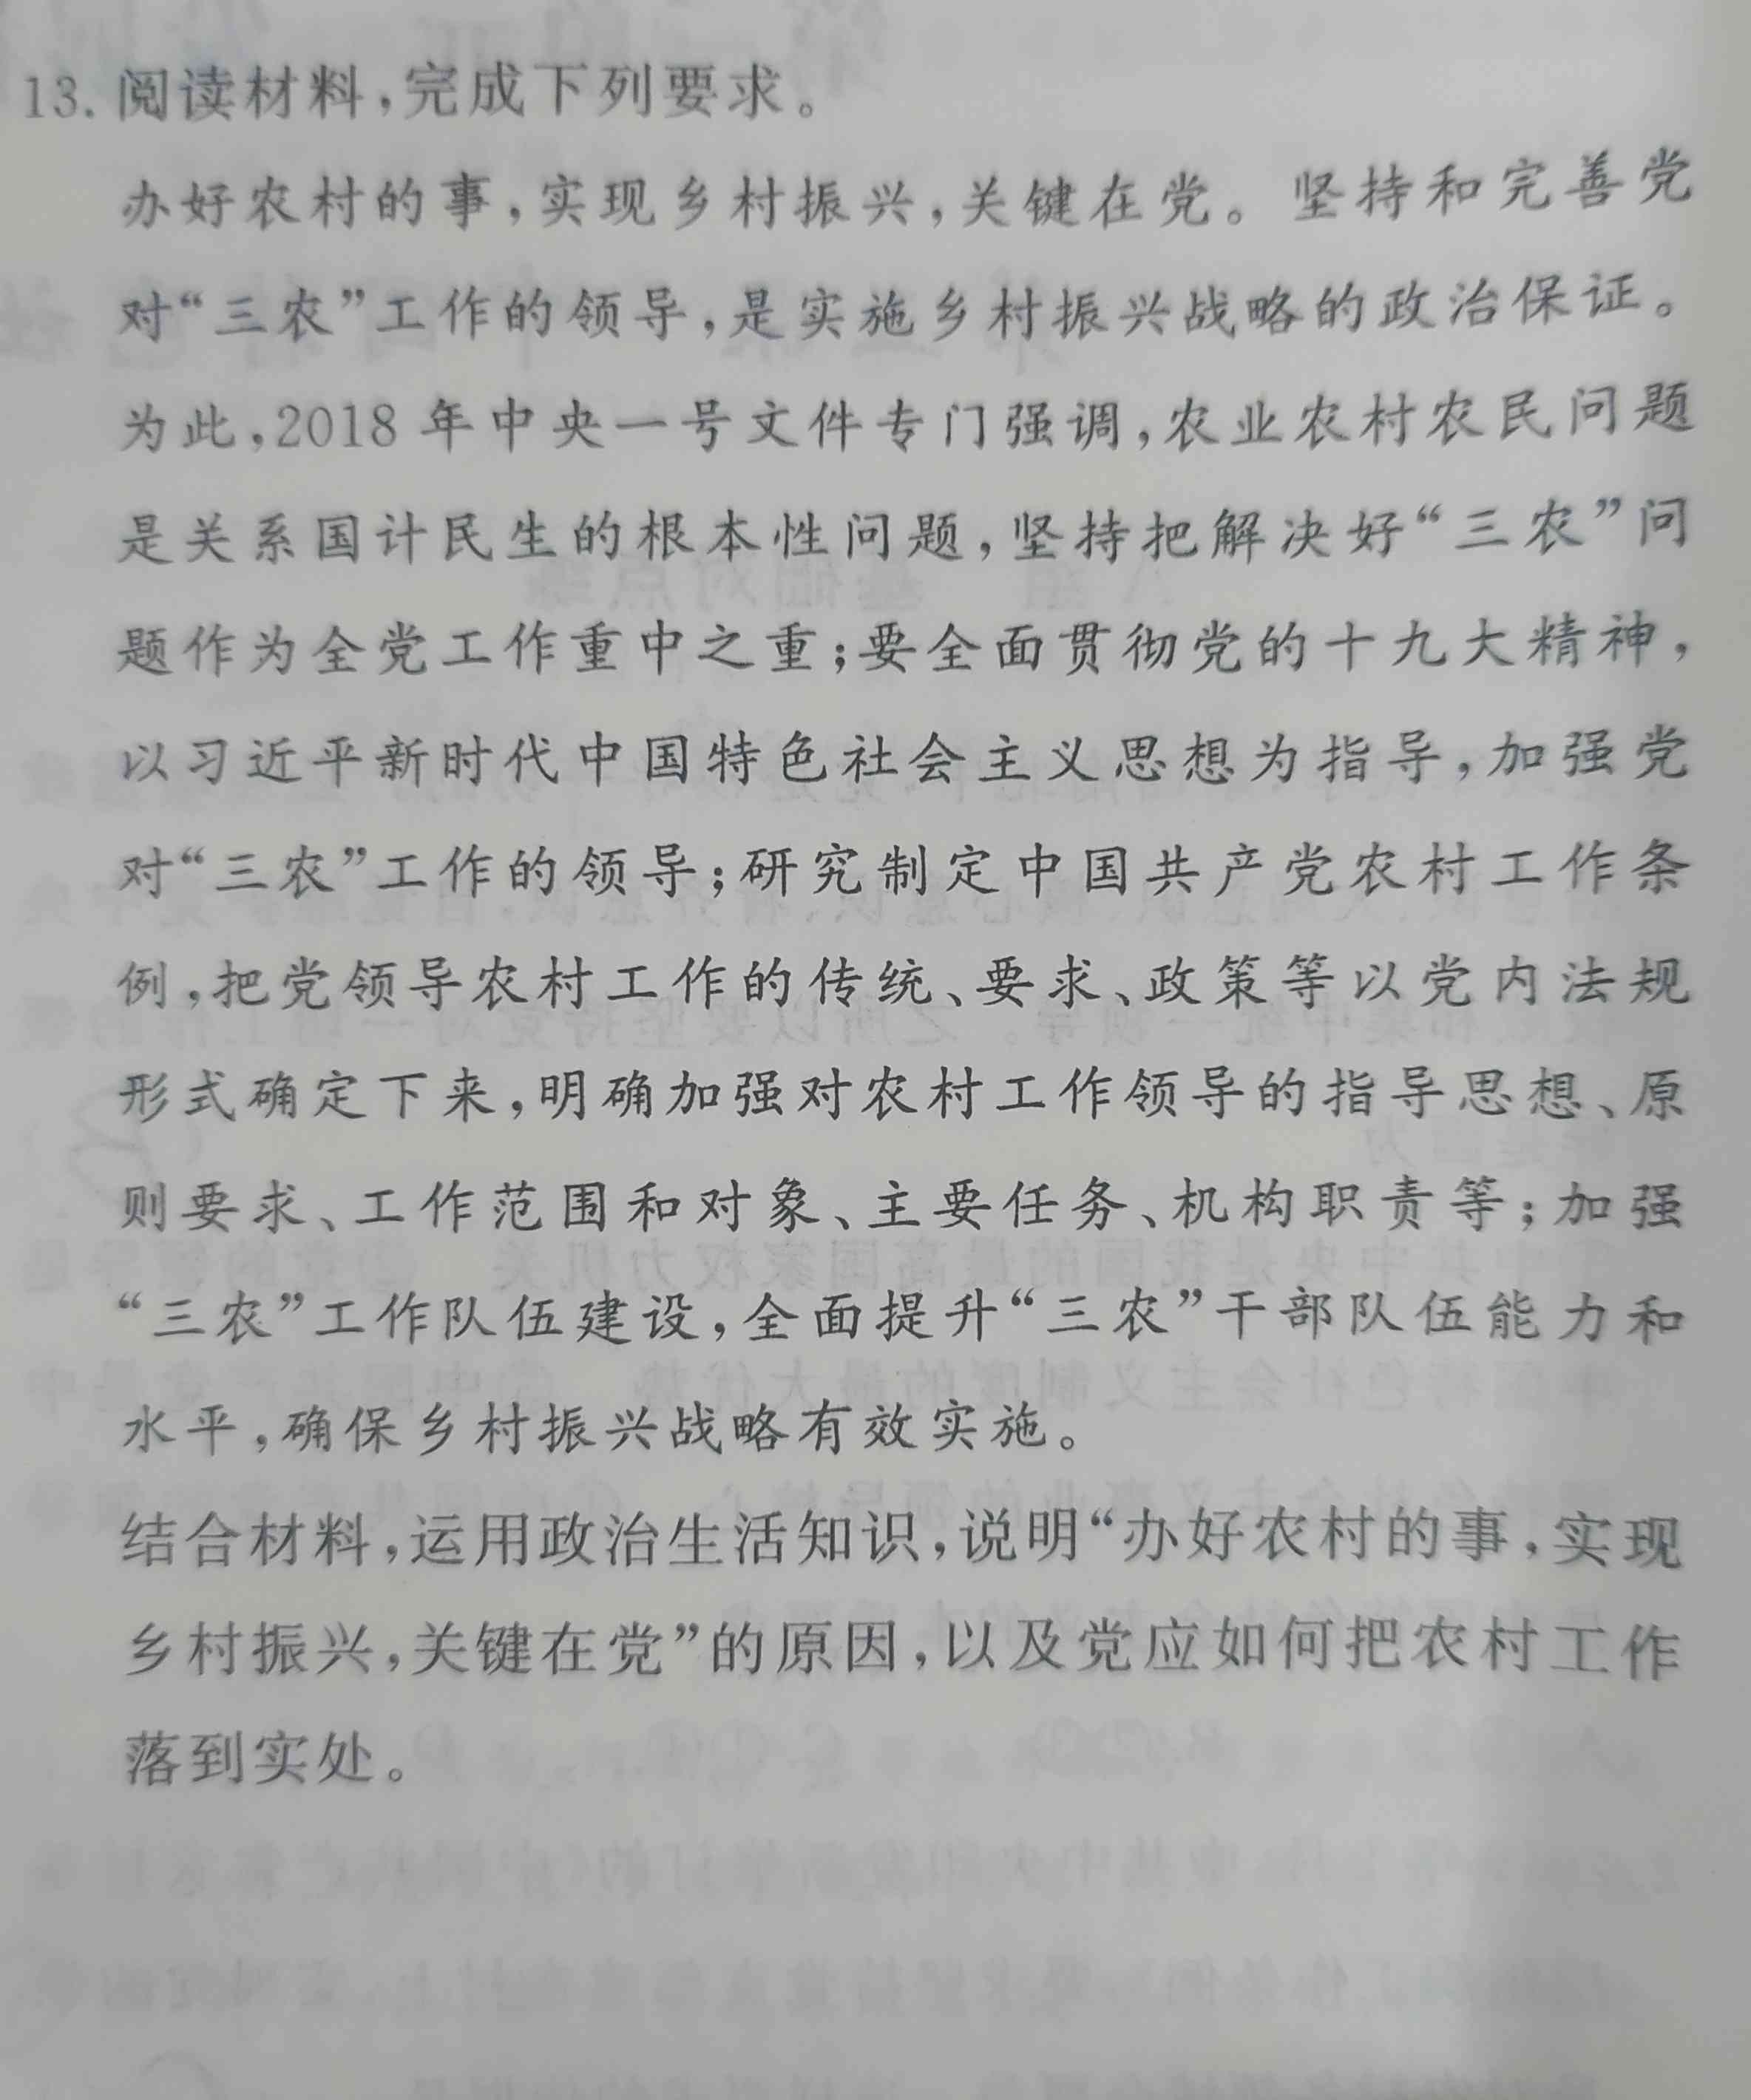 13. 阅读材料,完成下列要求。
办好农村的事,实现乡村振兴,关键在党。坚持和完善党
对“三农”工作的领导,是实施乡村振兴战略的政治保证。
为此,2018年中央一号文件专门强调,农业农村农民问题
是关系国计民生的根本性问题,坚持把解决好“三农”问
题作为全党工作重中之重;要全面贯彻党的十九大精神,
以习近平新时代中国特色社会主义思想为指导,加强党
对“三农”工作的领导;研究制定中国共产党农村工作条
例,把党领导农村工作的传统、要求、政策等以党内法规
形式确定下来,明确加强对农村工作领导的指导思想、原
则要求、工作范围和对象、主要任务、机构职责等;加强
“三农”工作队伍建设,全面提升“三农”干部队伍能力和
水平,确保乡村振兴战略有效实施。
结合材料,运用政治生活知识,说明“办好农村的事,实现
乡村振兴,关键在党”的原因,以及党应如何把农村工作
落到实处。